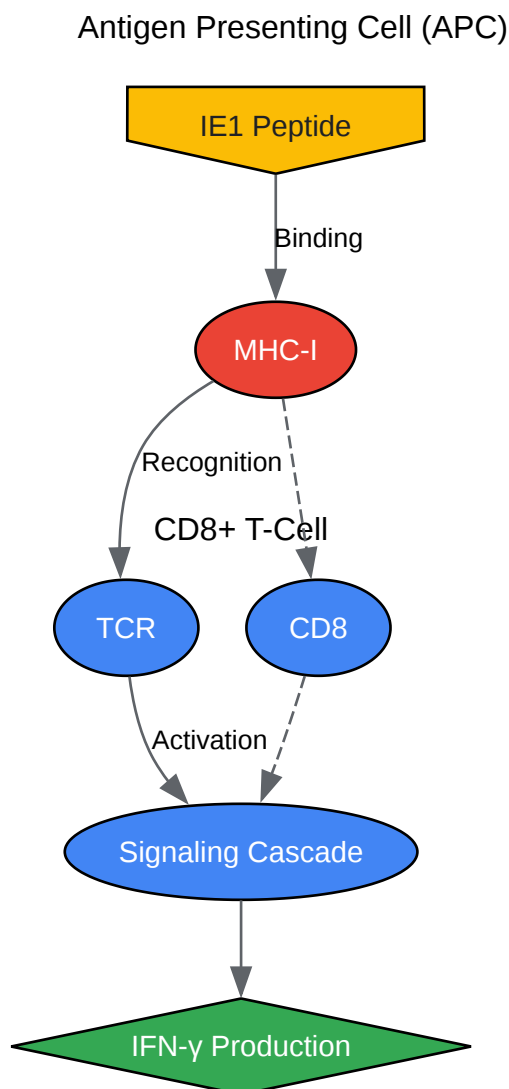 Antigen Presenting Cell (APC)
IE1 Peptide
Binding
MHC-I
Recognition
CD8+ T-Cell
TCR
CD8
Activation
Signaling Cascade
IFN-γ Production